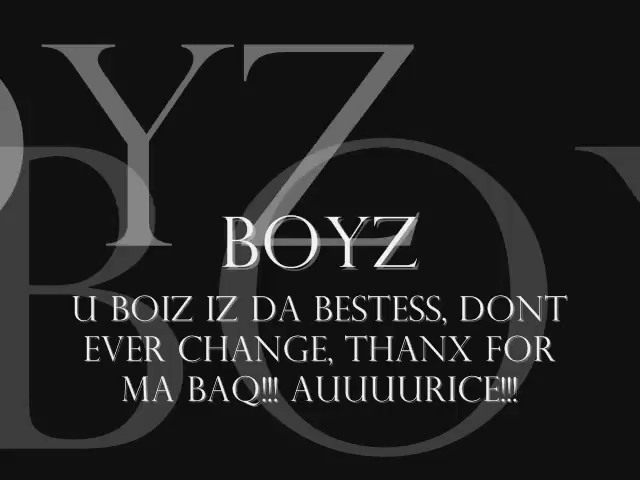 BOYZ
U BOIZ IZ DA BESTESS, DONT
EVER CHANGE, THANX FOR
MA BAQ!!! AUUUURICE!!!